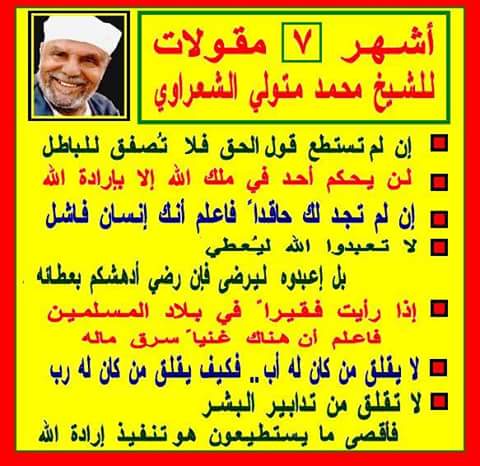 أشهر ٧ مقولات
للشيخ محمد متولي الشعراوي
إن لم تستطع قول الحق فلا تُصفق للباطل
لن يحكم أحد في ملك الله إلا بإرادة الله
إن لم تجد لك حاقداً فاعلم أنك إنسان فاشل
لا تعبدوا الله ليُعطي
بل إعبدوه ليرضى فإن رضي أدهشكم بعطائه .
إذا رأيت فقيراً في بلاد المسلمين
فاعلم أن هناك غنياً سرق ماله
لا يقلق من كان له أب .. فكيف يقلق من كان له رب
لا تقلق من تدابير البشر
فأقصي ما يستطيعون هو تنفيذ إرادة الله